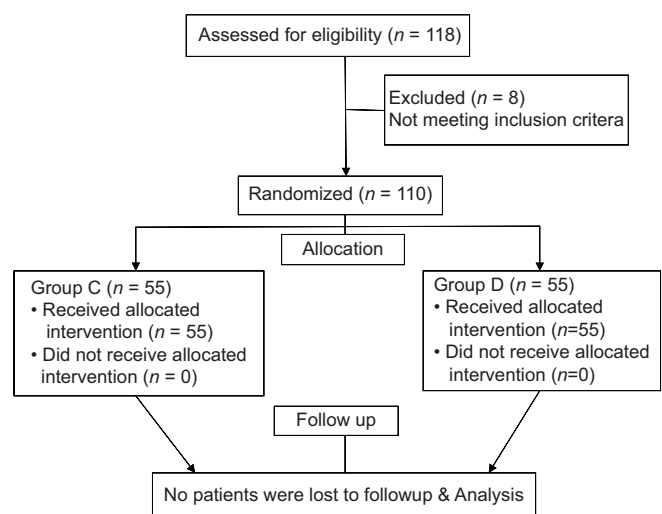 Assessed for eligibility (n = 118)
Excluded (n = 8)
Not meeting inclusion critera
Randomized (n = 110)
Allocation
Group C (n = 55)
• Received allocated
intervention (n = 55)
• Did not receive allocated
intervention (n = 0)
Group D (n = 55)
• Received allocated
intervention (n=55)
• Did not receive allocated
intervention (n=0)
Follow up
No patients were lost to followup & Analysis